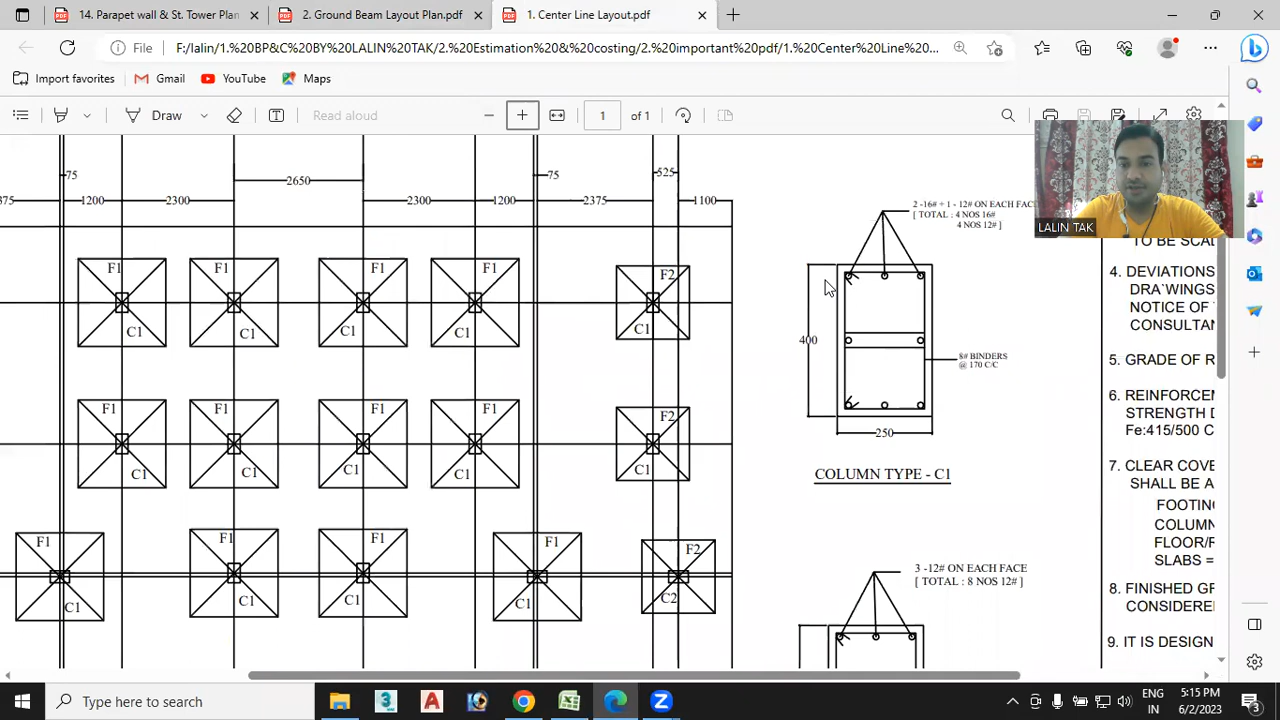 14. Parapet wall & St. Tower Plan
2. Ground Beam Layout Plan.pdf
1. Center Line Layout.pdf
File
F:/lalin/1.%20BP&C%20BY%20LALIN%20TAK/2.%20Estimation%20&%20costing/2.%20important%20pdf/1.%20Center%20Line%20...
Import favorites
Gmail
YouTube
Maps
Draw
Read aloud
1 of 1
LALIN TAK
75
2650
75
525
375
1200
2300
2300
1200
2375
1100
F1 F1 F1 F1 F2
C1 C1 C1 C1 C1
F1 F1 F1 F1 F2
C1 C1 C1 C1 C1
F1 F1 F1 F1 F2
C1 C1 C1 C1 C2
2 -16# + 1 - 12# ON EACH FACE
[ TOTAL : 4 NOS 16#
4 NOS 12# ]
400
8# BINDERS
@ 170 C/C
250
COLUMN TYPE - C1
3 -12# ON EACH FACE
[ TOTAL : 8 NOS 12# ]
TO BE SCAL
4. DEVIATIONS
DRA`WINGS
NOTICE OF
CONSULTAN
5. GRADE OF R
6. REINFORCEM
STRENGTH D
Fe:415/500 C
7. CLEAR COVE
SHALL BE A
FOOTING
COLUMN
FLOOR/R
SLABS =
8. FINISHED GR
CONSIDERE
9. IT IS DESIGN
Type here to search
ENG
IN
5:15 PM
6/2/2023
3